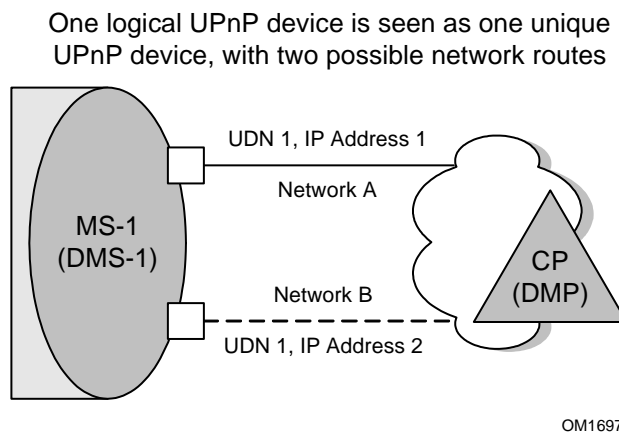 One logical UPnP device is seen as one unique
UPnP device, with two possible network routes
UDN 1, IP Address 1
Network A
MS-1
(DMS-1)
CP
(DMP)
Network B
UDN 1, IP Address 2
OM1697